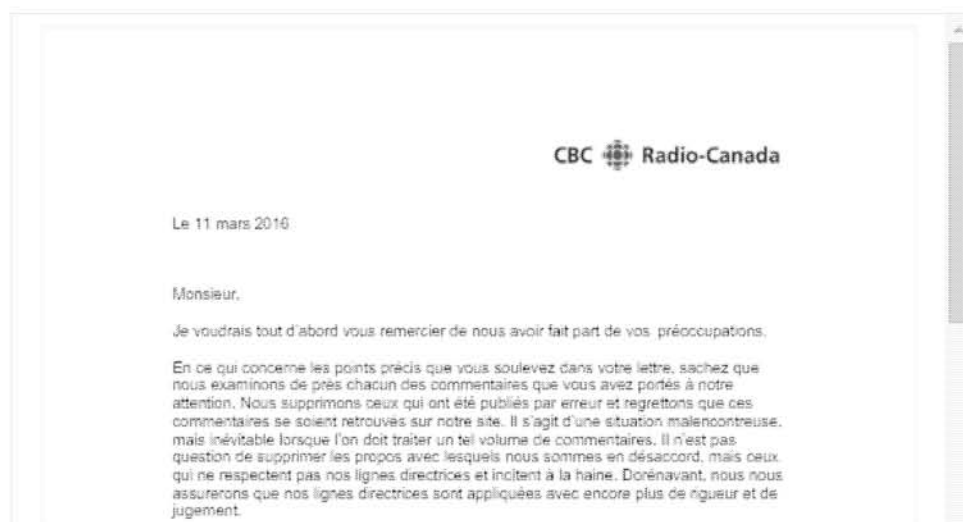 CBC Radio-Canada
Le 11 mars 2016
Monsieur,
Je voudrais tout d'abord vous remercier de nous avoir fait part de vos préoccupations.
En ce qui concerne les points précis que vous soulevez dans votre lettre, sachez que
nous examinons de près chacun des commentaires que vous avez portés à notre
attention. Nous supprimons ceux qui ont été publiés par erreur et regrettons que ces
commentaires se soient retrouvés sur notre site. Il s'agit d'une situation malencontreuse,
mais inévitable lorsque l'on doit traiter un tel volume de commentaires. Il n'est pas
question de supprimer les propos avec lesquels nous sommes en désaccord, mais ceux
qui ne respectent pas nos lignes directrices et incitent à la haine. Dorénavant, nous nous
assurerons que nos lignes directrices sont appliquées avec encore plus de rigueur et de
jugement.